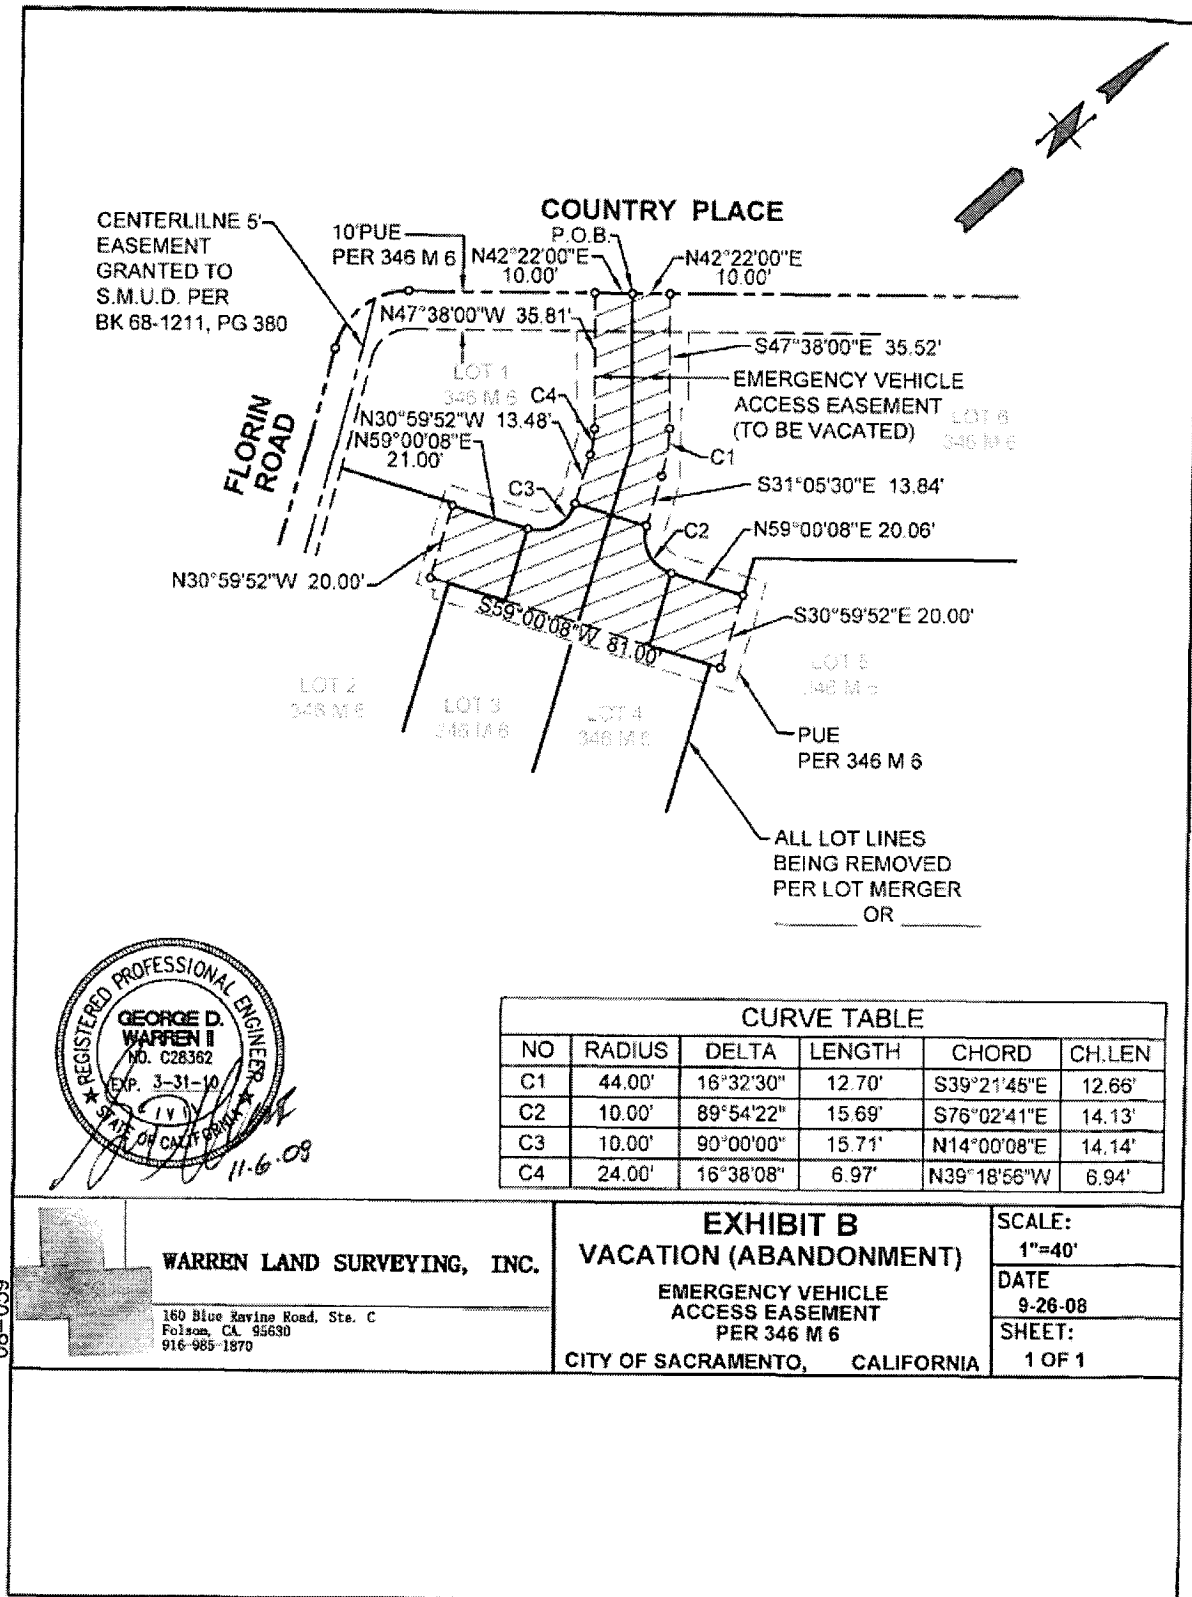 COUNTRY PLACE
P.O.B.
CENTERLILNE 5'
EASEMENT
GRANTED TO
S.M.U.D. PER
BK 68-1211, PG 380
10'PUE
PER 346 M 6
N42°22'00"E
10.00'
N42°22'00"E
10.00'
N47°38'00"W 35.81'
S47°38'00"E 35.52'
EMERGENCY VEHICLE
ACCESS EASEMENT
(TO BE VACATED)
LOT 1
346 M 6
LOT 6
346 M 6
C4
N30°59'52"W 13.48'
N59°00'08"E
21.00'
FLORIN
ROAD
C1
C3
S31°05'30"E 13.84'
C2
N59°00'08"E 20.06'
N30°59'52"W 20.00'
S59°00'08"W 81.00'
S30°59'52"E 20.00'
LOT 2
346 M 6
LOT 3
346 M 6
LOT 4
346 M 6
LOT 5
346 M 6
PUE
PER 346 M 6
ALL LOT LINES
BEING REMOVED
PER LOT MERGER
______ OR ______
REGISTERED PROFESSIONAL ENGINEER
GEORGE D.
WARREN II
NO. C28362
EXP. 3-31-10
CIVIL
STATE OF CALIFORNIA
11-6-09
CURVE TABLE
NO RADIUS DELTA LENGTH CHORD CH.LEN
C1 44.00' 16°32'30" 12.70' S39°21'45"E 12.66'
C2 10.00' 89°54'22" 15.69' S76°02'41"E 14.13'
C3 10.00' 90°00'00" 15.71' N14°00'08"E 14.14'
C4 24.00' 16°38'08" 6.97' N39°18'56"W 6.94'
WARREN LAND SURVEYING, INC.
160 Blue Ravine Road, Ste. C
Folsom, CA. 95630
916-985-1870
EXHIBIT B
VACATION (ABANDONMENT)
EMERGENCY VEHICLE
ACCESS EASEMENT
PER 346 M 6
CITY OF SACRAMENTO, CALIFORNIA
SCALE:
1"=40'
DATE
9-26-08
SHEET:
1 OF 1